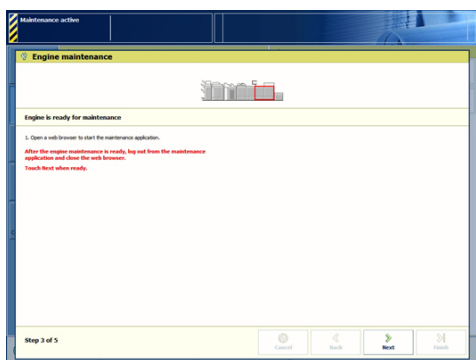 Maintenance active
Engine maintenance
Engine is ready for maintenance
1. Open a web browser to start the maintenance application.
After the engine maintenance is ready, log out from the maintenance
application and close the web browser.
Touch Next when ready.
Step 3 of 5
Cancel
Back
Next
Finish